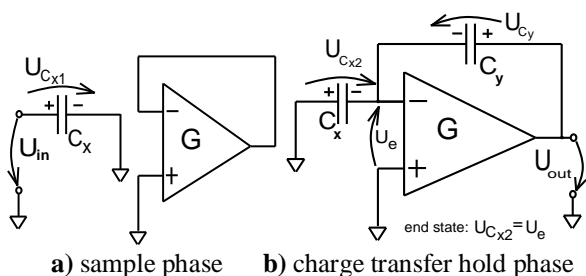 U_Cx1
+ −
C_X
U_in
−
+
G
U_Cx2
+ −
C_x
U_e
− +
C_y
U_Cy
−
+
G
U_out
end state: U_Cx2=U_e
a) sample phase
b) charge transfer hold phase